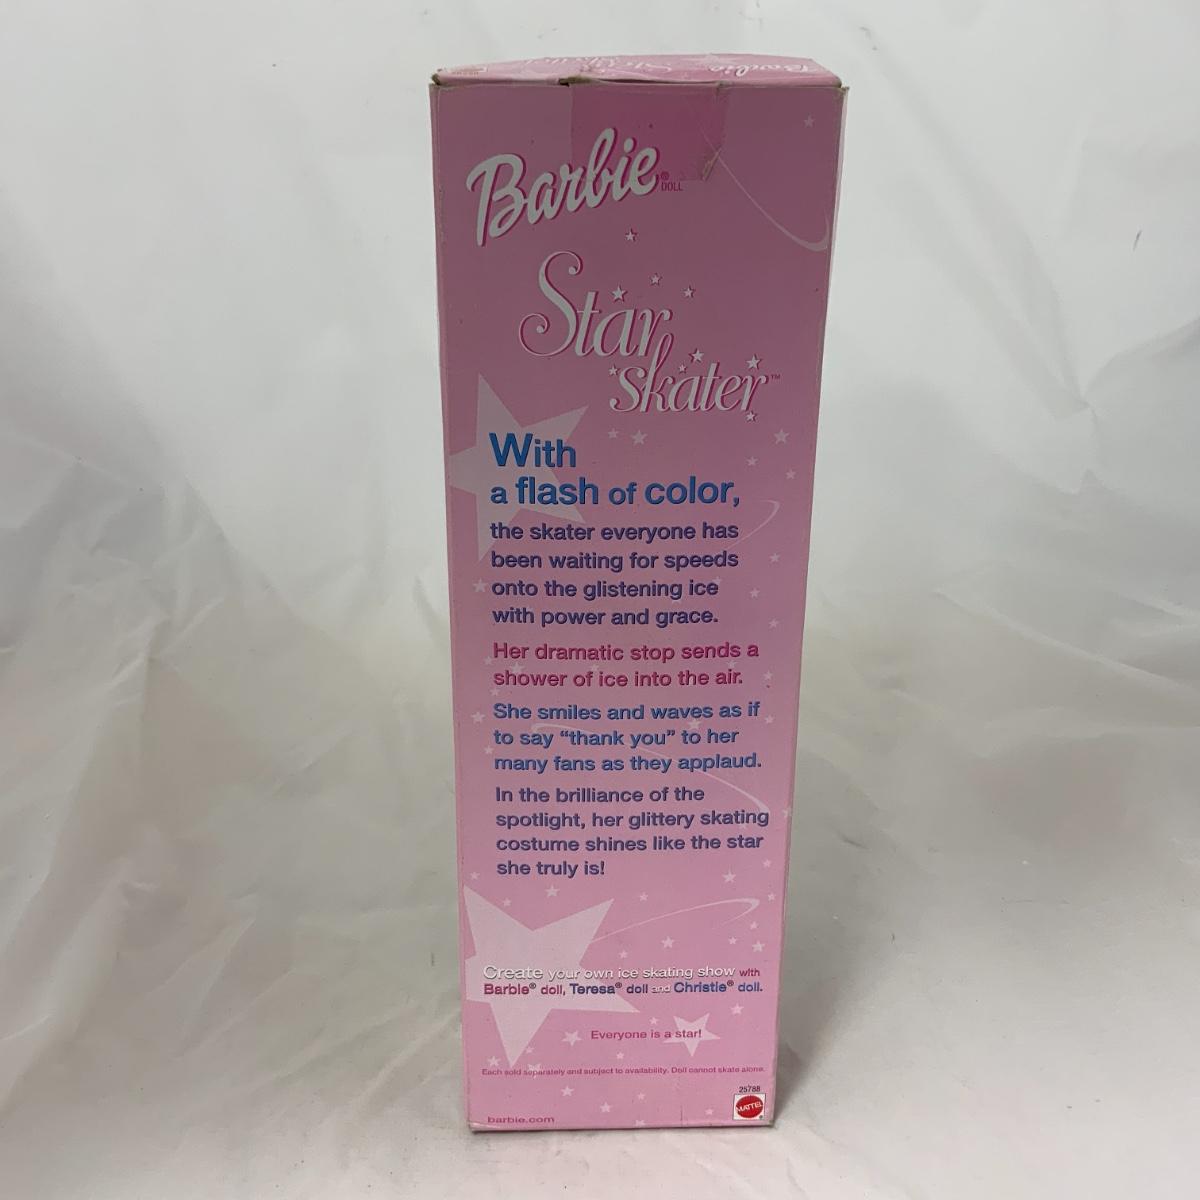 Barbie®
DOLL
Star
skater™
With
a flash of color,
the skater everyone has
been waiting for speeds
onto the glistening ice
with power and grace.
Her dramatic stop sends a
shower of ice into the air.
She smiles and waves as if
to say “thank you” to her
many fans as they applaud.
In the brilliance of the
spotlight, her glittery skating
costume shines like the star
she truly is!
Create your own ice skating show with
Barbie® doll, Teresa® doll and Christie® doll.
Everyone is a star!
Each sold separately and subject to availability. Doll cannot skate alone.
25788
MATTEL
barbie.com